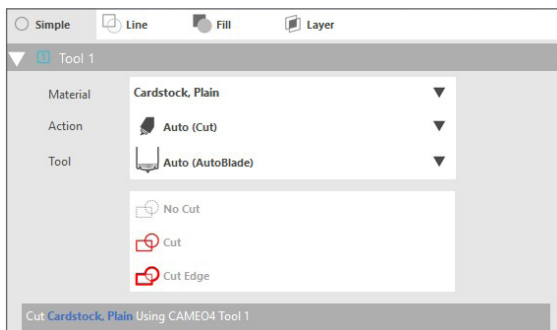 Simple Line Fill Layer
1 Tool 1
Material Cardstock, Plain
Action Auto (Cut)
Tool Auto (AutoBlade)
No Cut
Cut
Cut Edge
Cut Cardstock, Plain Using CAMEO4 Tool 1